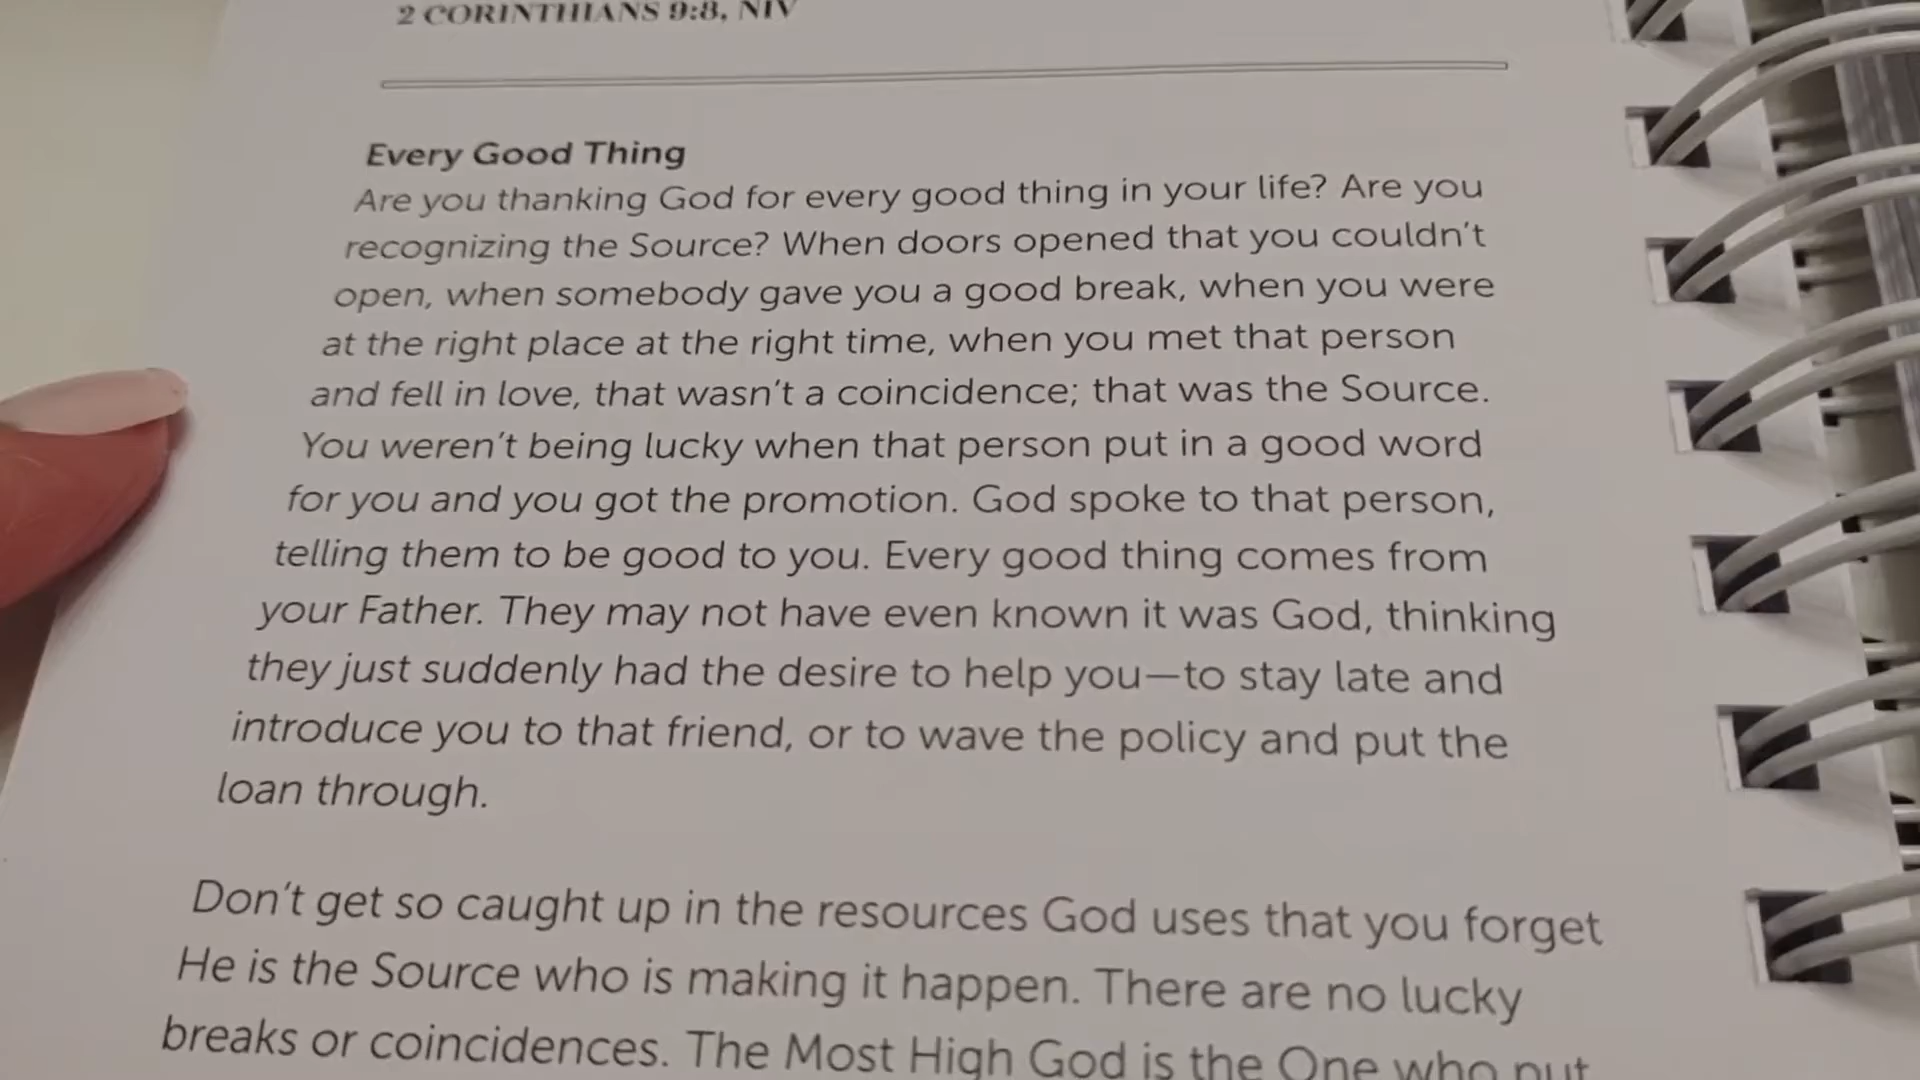 2 CORINTHIANS 9:8, NIV
Every Good Thing
Are you thanking God for every good thing in your life? Are you
recognizing the Source? When doors opened that you couldn't
open, when somebody gave you a good break, when you were
at the right place at the right time, when you met that person
and fell in love, that wasn't a coincidence; that was the Source.
You weren't being lucky when that person put in a good word
for you and you got the promotion. God spoke to that person,
telling them to be good to you. Every good thing comes from
your Father. They may not have even known it was God, thinking
they just suddenly had the desire to help you—to stay late and
introduce you to that friend, or to wave the policy and put the
loan through.
Don't get so caught up in the resources God uses that you forget
He is the Source who is making it happen. There are no lucky
breaks or coincidences. The Most High God is the One who put